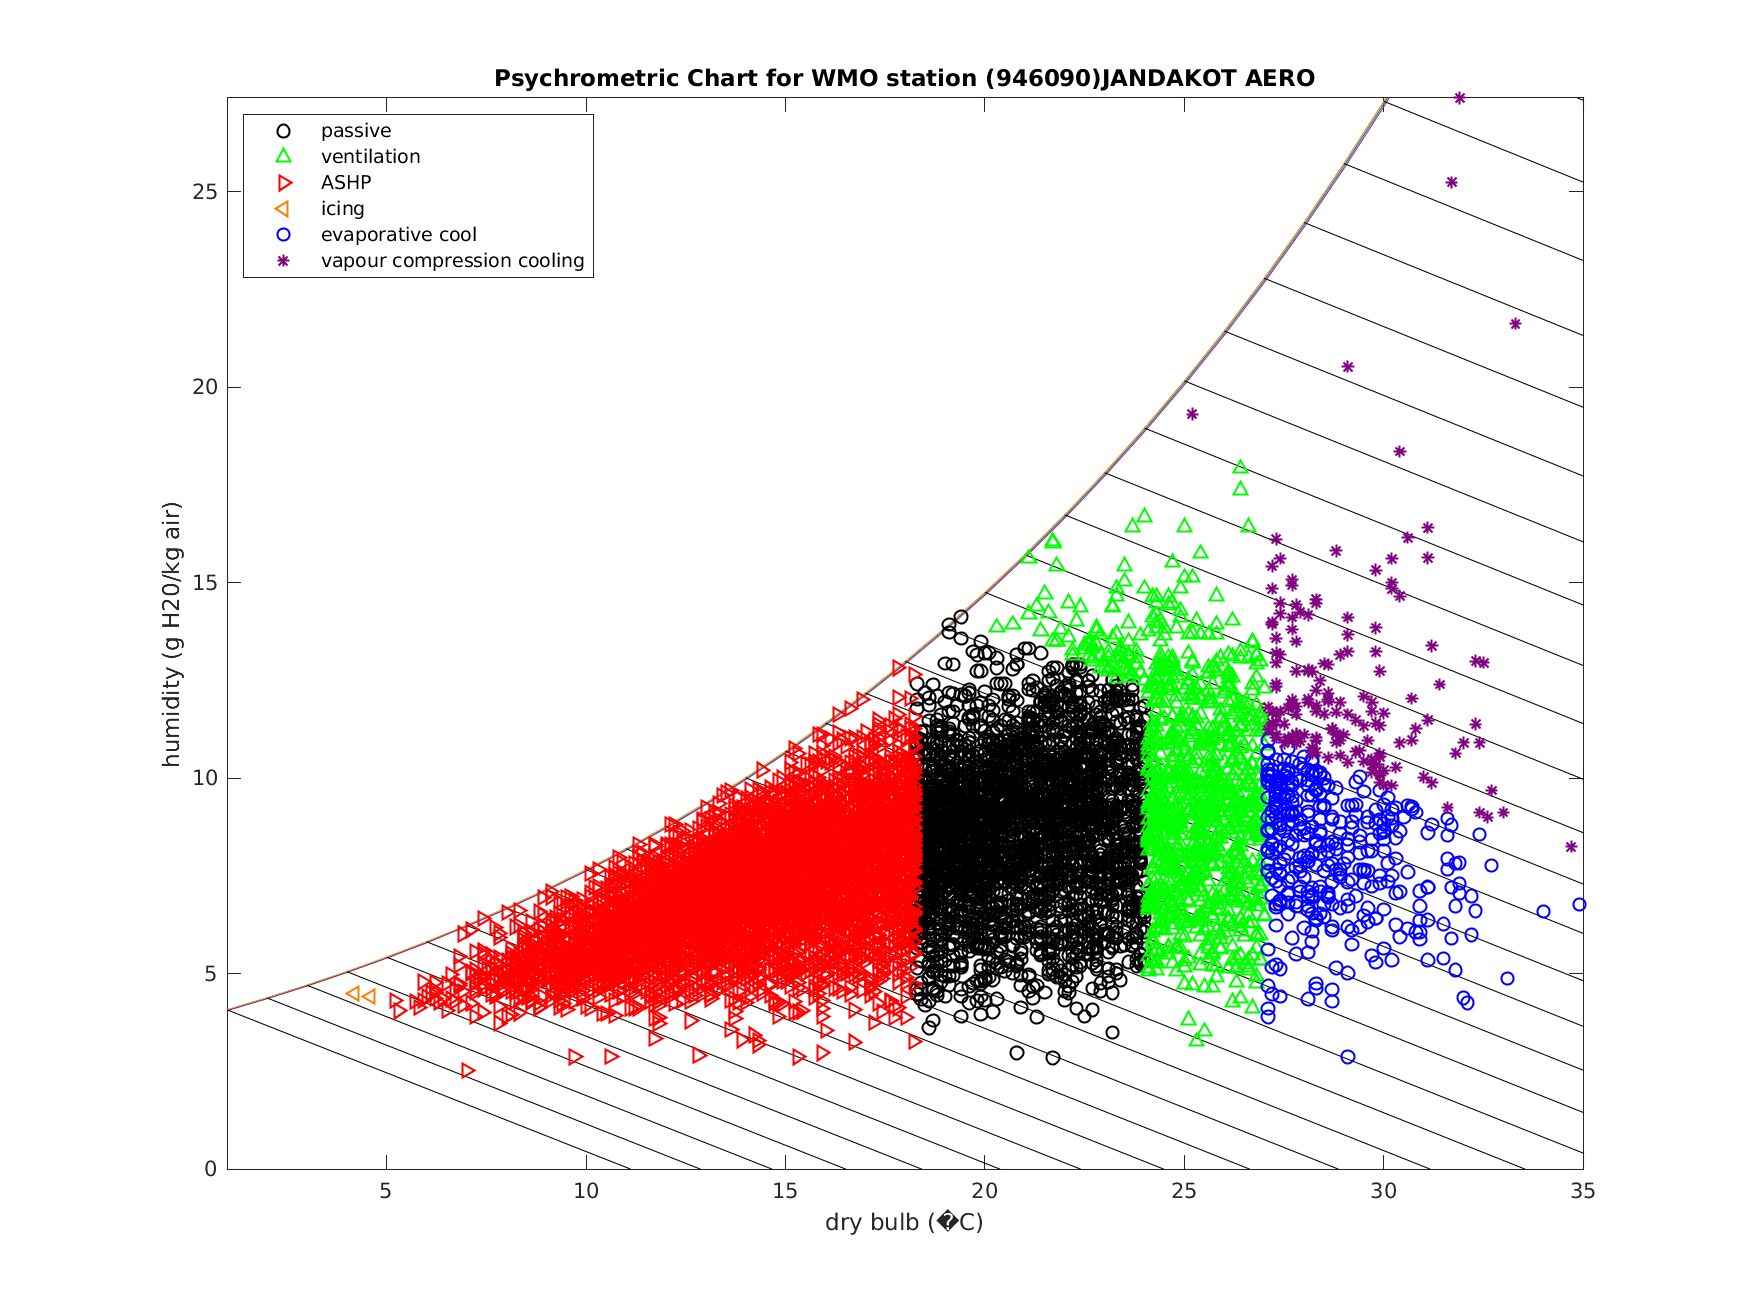 Psychrometric Chart for WMO station (946090)JANDAKOT AERO
passive
ventilation
ASHP
icing
evaporative cool
vapour compression cooling
humidity (g H20/kg air)
25
20
15
10
5
0
5
10
15
20
25
30
35
dry bulb (�C)